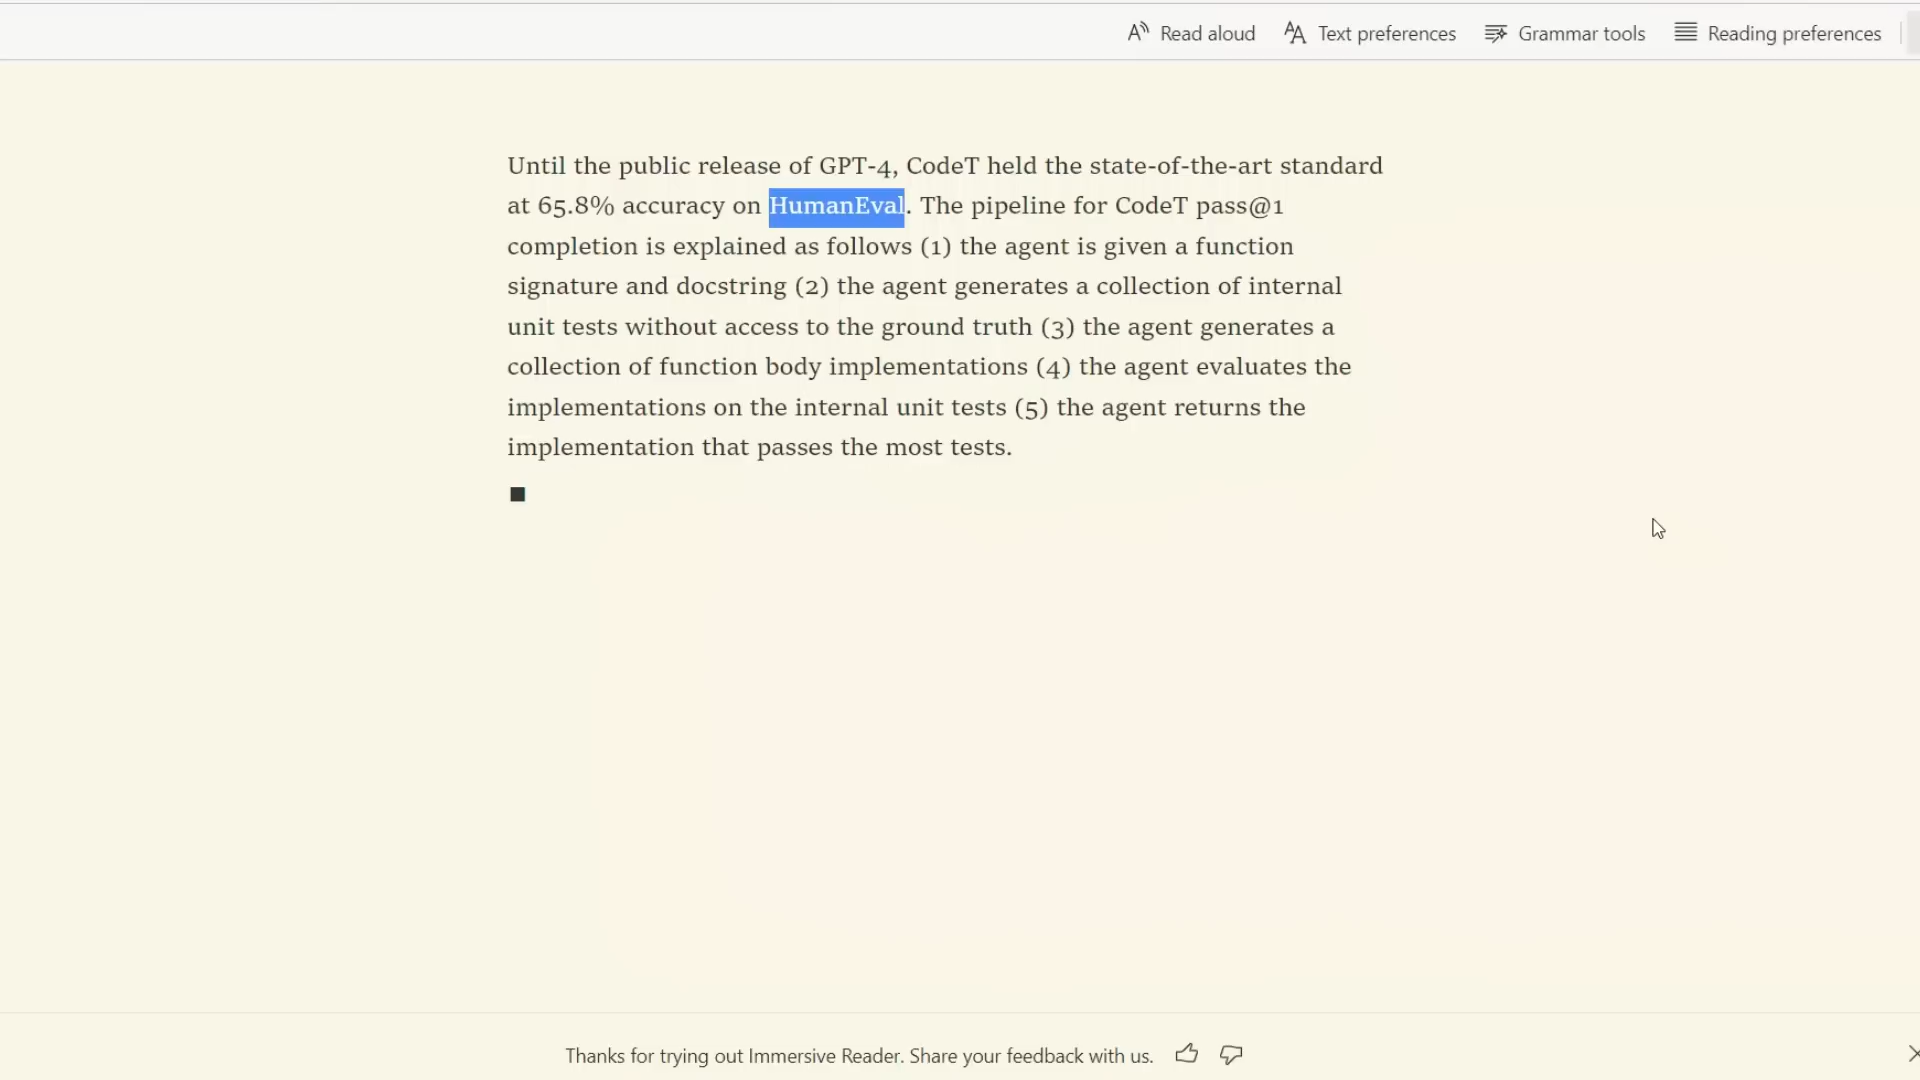 Read aloud Text preferences Grammar tools Reading preferences
Until the public release of GPT-4, CodeT held the state-of-the-art standard
at 65.8% accuracy on HumanEval. The pipeline for CodeT pass@1
completion is explained as follows (1) the agent is given a function
signature and docstring (2) the agent generates a collection of internal
unit tests without access to the ground truth (3) the agent generates a
collection of function body implementations (4) the agent evaluates the
implementations on the internal unit tests (5) the agent returns the
implementation that passes the most tests.
Thanks for trying out Immersive Reader. Share your feedback with us.